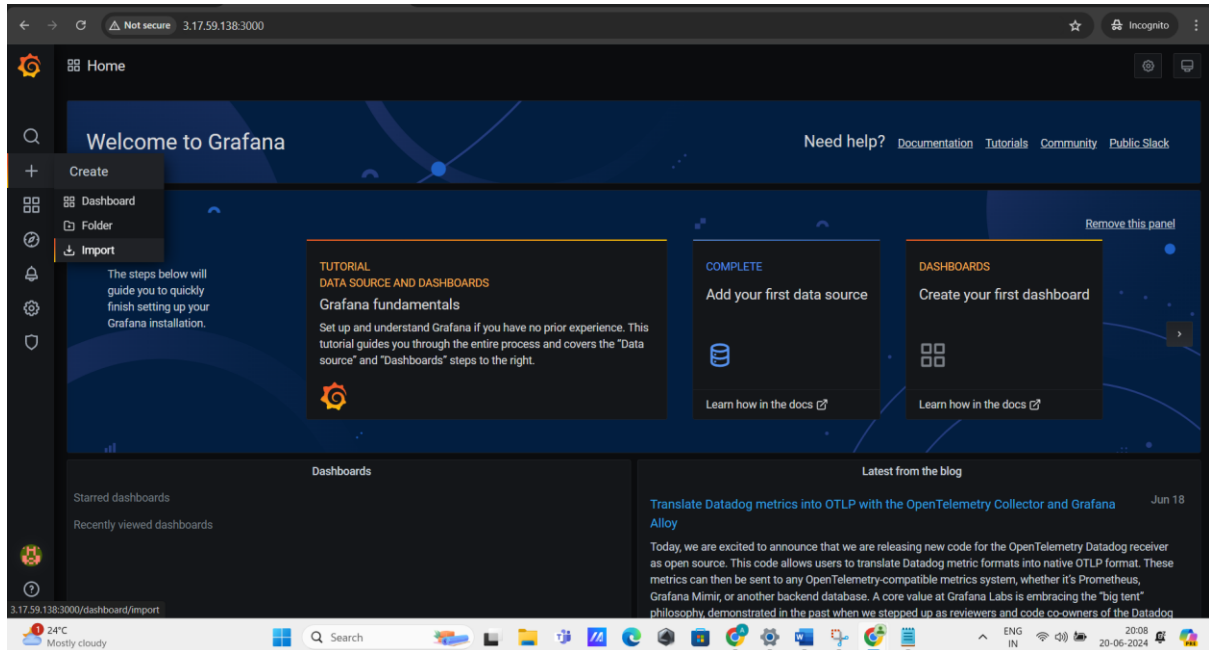 Not secure 3.17.59.138:3000
Incognito
Home
Welcome to Grafana
Need help? Documentation Tutorials Community Public Slack
Create
Dashboard
Folder
Import
Remove this panel
The steps below will
guide you to quickly
finish setting up your
Grafana installation.
TUTORIAL
DATA SOURCE AND DASHBOARDS
Grafana fundamentals
Set up and understand Grafana if you have no prior experience. This
tutorial guides you through the entire process and covers the "Data
source" and "Dashboards" steps to the right.
COMPLETE
Add your first data source
Learn how in the docs
DASHBOARDS
Create your first dashboard
Learn how in the docs
Dashboards
Starred dashboards
Recently viewed dashboards
Latest from the blog
Translate Datadog metrics into OTLP with the OpenTelemetry Collector and Grafana
Alloy
Jun 18
Today, we are excited to announce that we are releasing new code for the OpenTelemetry Datadog receiver
as open source. This code allows users to translate Datadog metric formats into native OTLP format. These
metrics can then be sent to any OpenTelemetry-compatible metrics system, whether it's Prometheus,
Grafana Mimir, or another backend database. A core value at Grafana Labs is embracing the "big tent"
philosophy, demonstrated in the past when we stepped up as reviewers and code co-owners of the Datadog
3.17.59.138:3000/dashboard/import
1
24°C
Mostly cloudy
Search
ENG
IN
20:08
20-06-2024